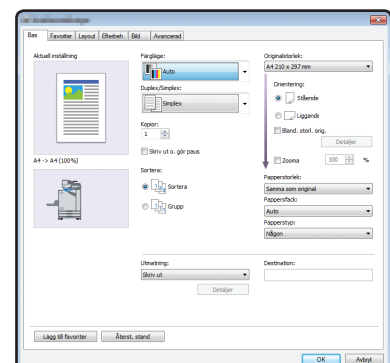 Bas Favoriter Layout Efterbeh. Bild Avancerad
Aktuell inställning
A4 -> A4 (100%)
Färgläge:
Auto
Duplex/Simplex:
Simplex
Kopior:
1
Skriv ut o. gör paus
Sortera:
Sortera
Grupp
Utmatning:
Skriv ut
Detaljer
Originalstorlek:
A4 210 x 297 mm
Orientering:
Stående
Liggande
Bland. storl. orig.
Detaljer
Zooma 100 %
Pappersstorlek:
Samma som original
Pappersfack:
Auto
Papperstyp:
Någon
Destination:
Lägg till favoriter Återst. stand
OK Avbryt